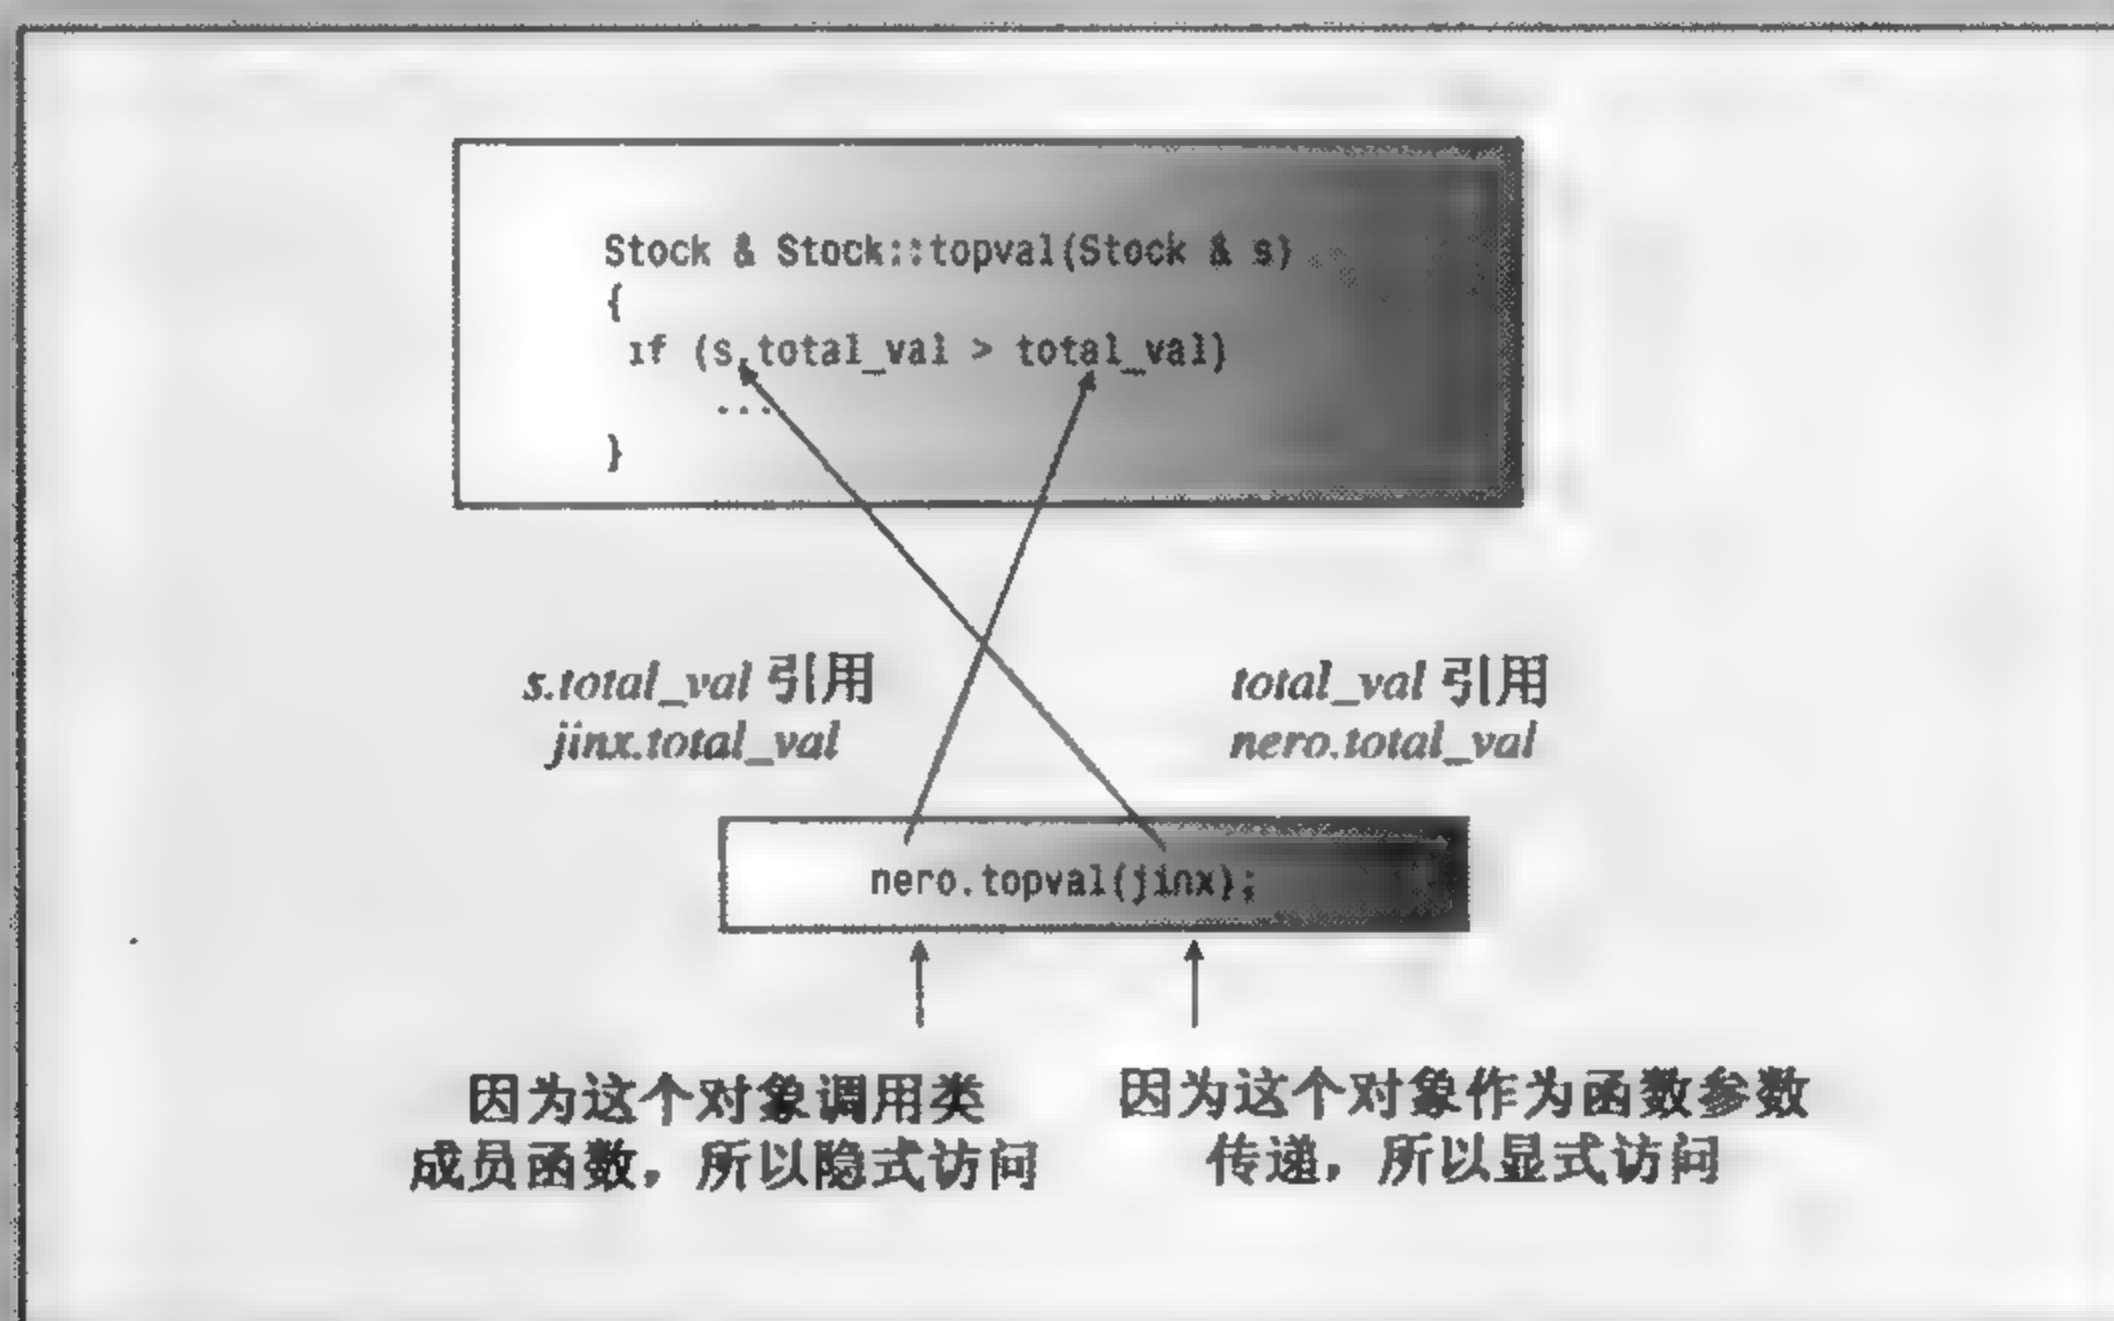 Stock & Stock::topval(Stock & s)
{
if (s.total_val > total_val)
...
}
s.total_val 引用
jinx.total_val
total_val 引用
nero.total_val
nero.topval(jinx);
因为这个对象调用类
成员函数，所以隐式访问
因为这个对象作为函数参数
传递，所以显式访问